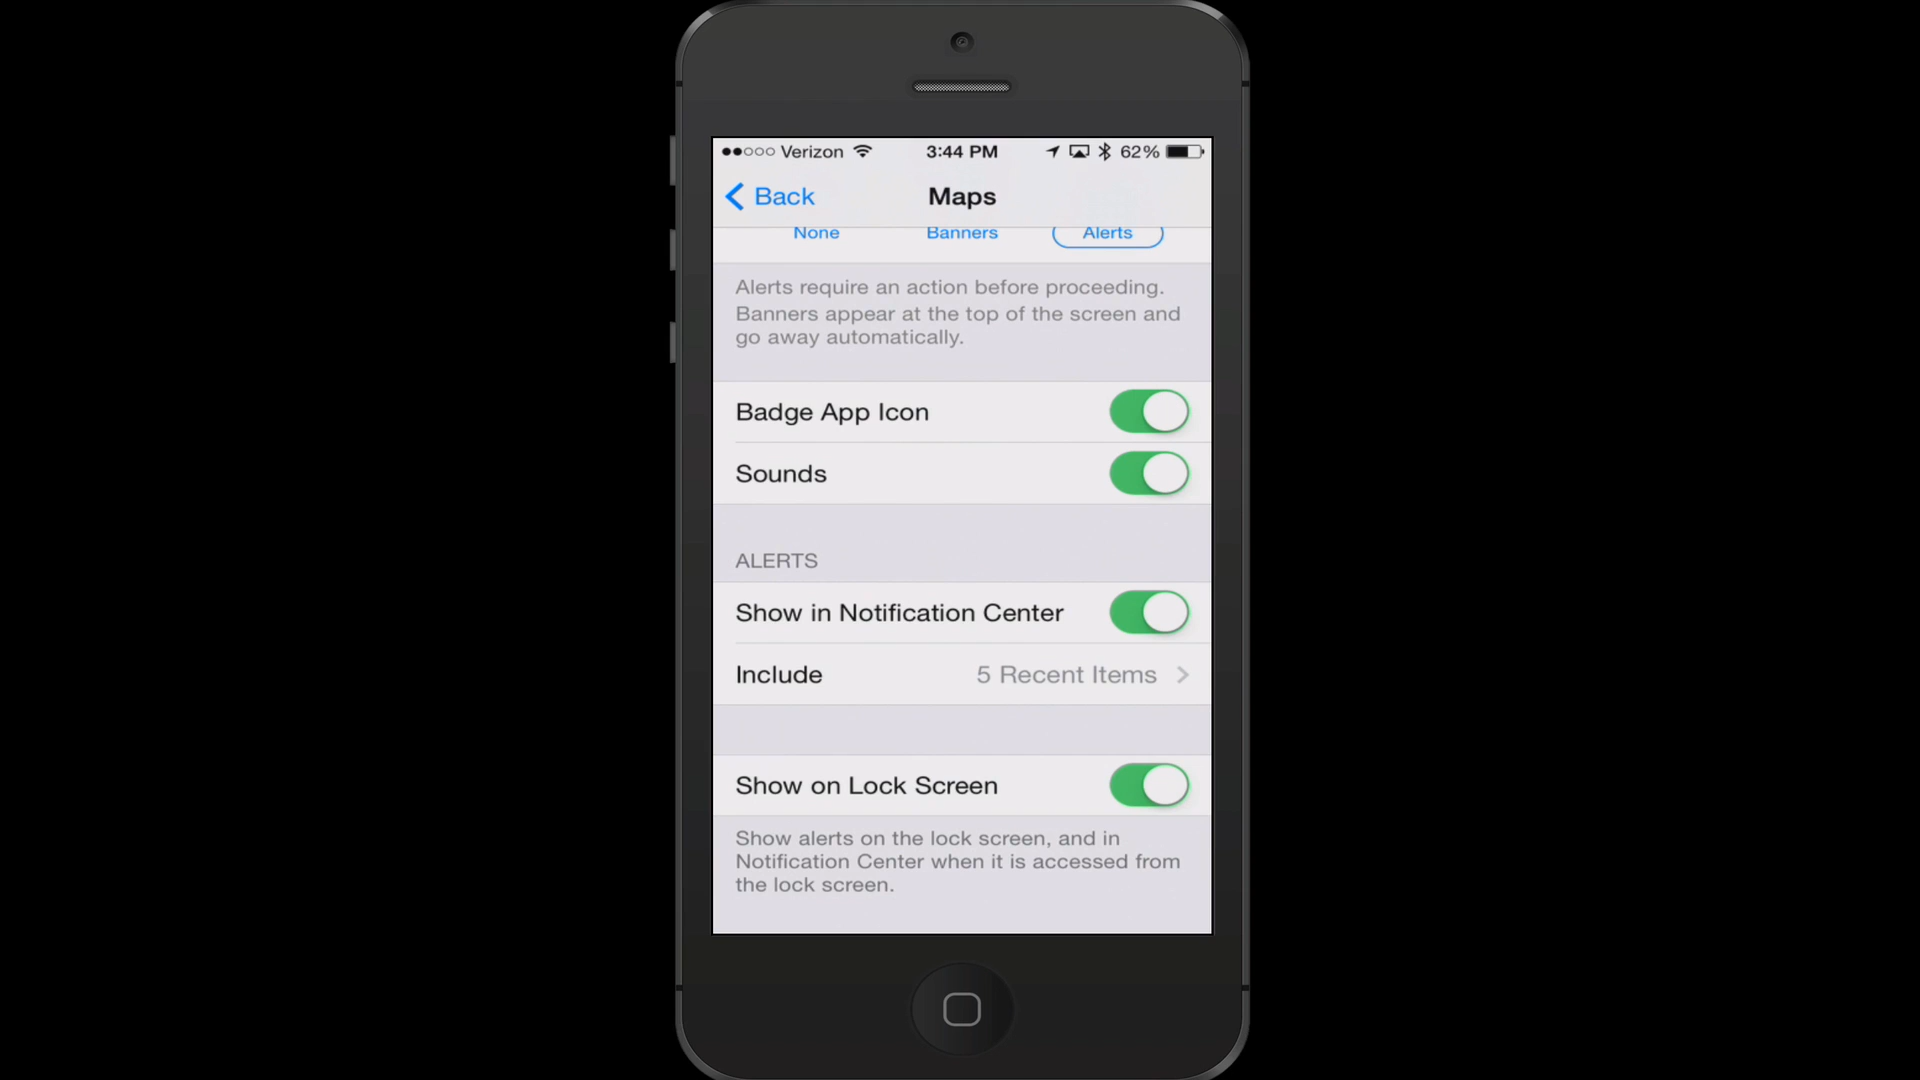 Verizon 3:44 PM 62%
Back Maps
None Banners Alerts
Alerts require an action before proceeding.
Banners appear at the top of the screen and
go away automatically.
Badge App Icon
Sounds
ALERTS
Show in Notification Center
Include 5 Recent Items
Show on Lock Screen
Show alerts on the lock screen, and in
Notification Center when it is accessed from
the lock screen.